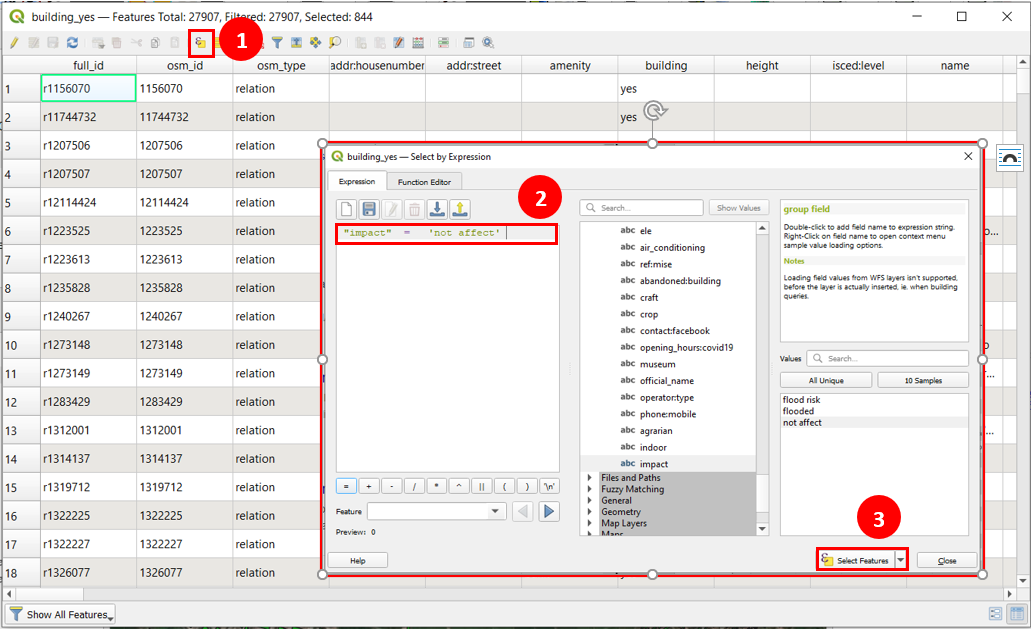 building_yes — Features Total: 27907, Filtered: 27907, Selected: 844
1
full_id osm_id osm_type addr:housenumber addr:street amenity building height isced:level name
1 r1156070 1156070 relation yes
2 r11744732 11744732 relation yes
3 r1207506 1207506 relation
4 r1207507 1207507 relation
5 r12114424 12114424 relation
6 r1223525 1223525 relation
7 r1223613 1223613 relation
8 r1235828 1235828 relation
9 r1240267 1240267 relation
10 r1273148 1273148 relation
11 r1273149 1273149 relation
12 r1283429 1283429 relation
13 r1312001 1312001 relation
14 r1314137 1314137 relation
15 r1319712 1319712 relation
16 r1322225 1322225 relation
17 r1322227 1322227 relation
18 r1326077 1326077 relation
Show All Features
building_yes — Select by Expression
Expression Function Editor
2
"impact" = 'not affect'
= + - / * ^ || ( ) '\n'
Feature
Preview: 0
Help
Search... Show Values
abc ele
abc air_conditioning
abc ref:mise
abc abandoned:building
abc craft
abc crop
abc contact:facebook
abc opening_hours:covid19
abc museum
abc official_name
abc operator:type
abc phone:mobile
abc agrarian
abc indoor
abc impact
Files and Paths
Fuzzy Matching
General
Geometry
Map Layers
Maps
group field
Double-click to add field name to expression string.
Right-Click on field name to open context menu
sample value loading options.
Notes
Loading field values from WFS layers isn't supported,
before the layer is actually inserted, ie. when building
queries.
Values Search...
All Unique 10 Samples
flood risk
flooded
not affect
3
Select Features Close